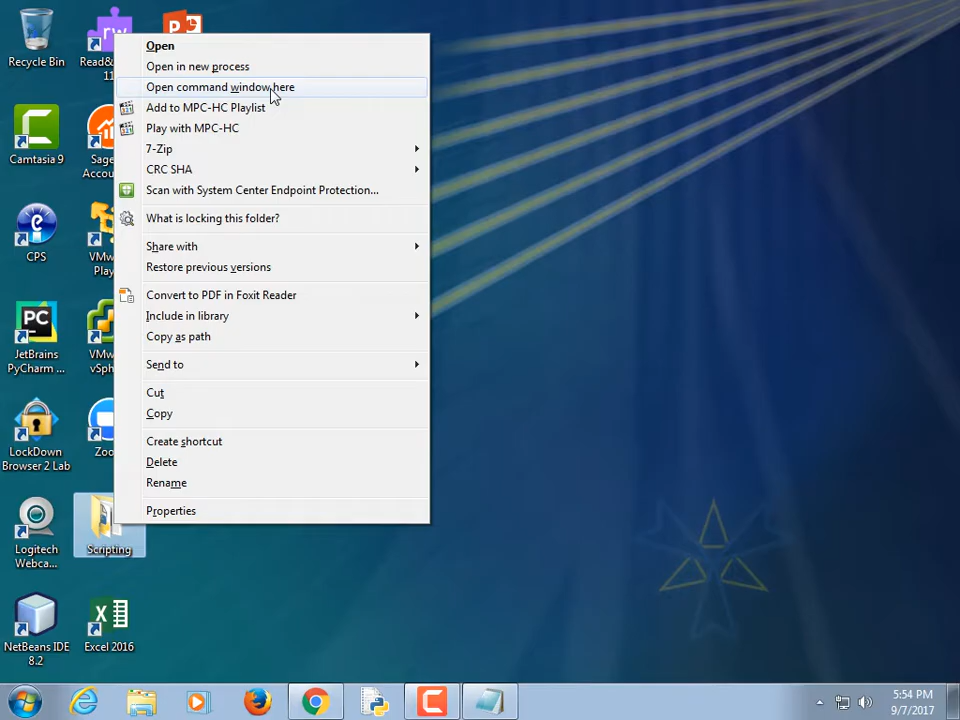 Recycle Bin
Read&
11
Camtasia 9
Sage
Accou
CPS
VMw
Play
JetBrains
PyCharm ...
VMw
vSph
LockDown
Browser 2 Lab
Zoo
Logitech
Webca...
Scripting
NetBeans IDE
8.2
Excel 2016
Open
Open in new process
Open command window here
Add to MPC-HC Playlist
Play with MPC-HC
7-Zip
CRC SHA
Scan with System Center Endpoint Protection...
What is locking this folder?
Share with
Restore previous versions
Convert to PDF in Foxit Reader
Include in library
Copy as path
Send to
Cut
Copy
Create shortcut
Delete
Rename
Properties
5:54 PM
9/7/2017